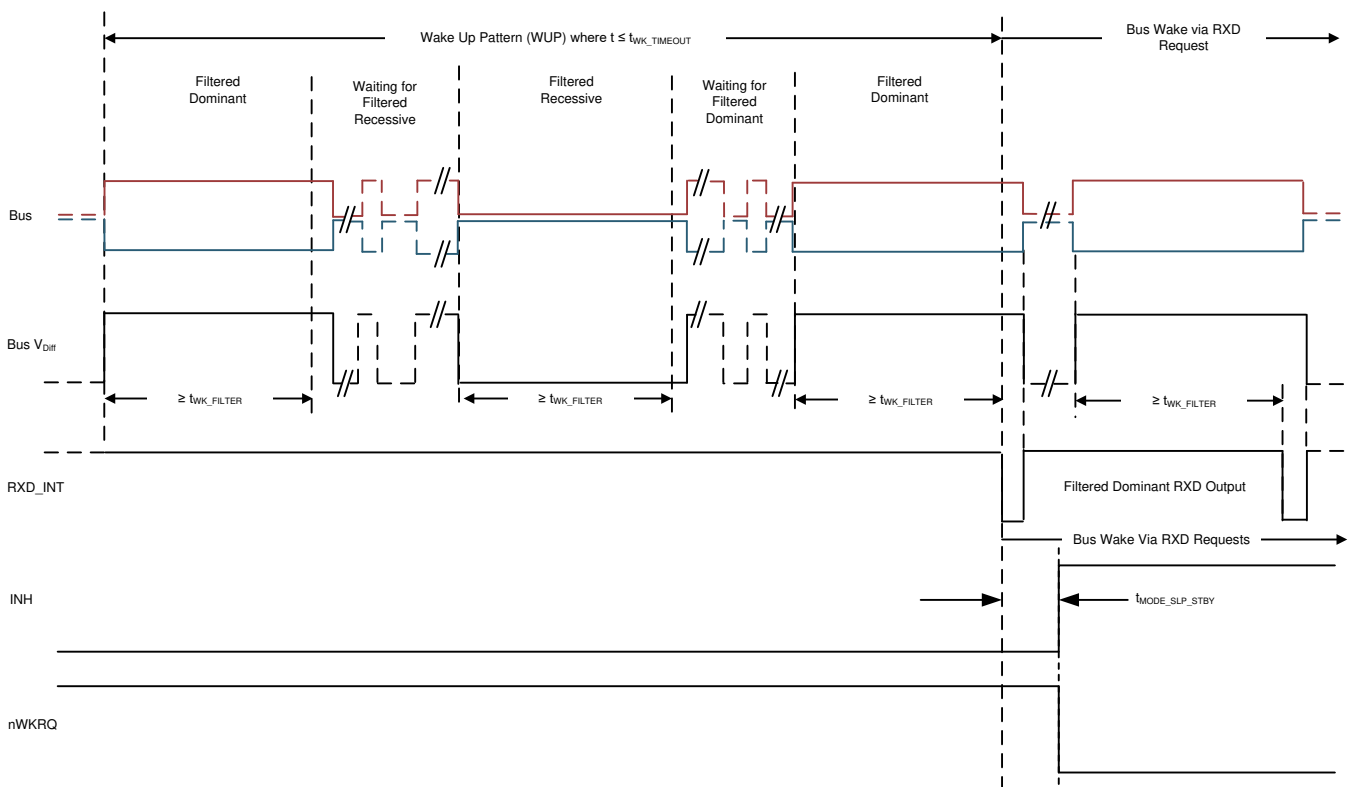 Wake Up Pattern (WUP) where t ≤ tWK_TIMEOUT
Bus Wake via RXD
Request
Filtered
Dominant
Waiting for
Filtered
Recessive
Filtered
Recessive
Waiting for
Filtered
Dominant
Filtered
Dominant
Bus
Bus VDiff
≥ tWK_FILTER
≥ tWK_FILTER
≥ tWK_FILTER
≥ tWK_FILTER
RXD_INT
Filtered Dominant RXD Output
Bus Wake Via RXD Requests
INH
tMODE_SLP_STBY
nWKRQ